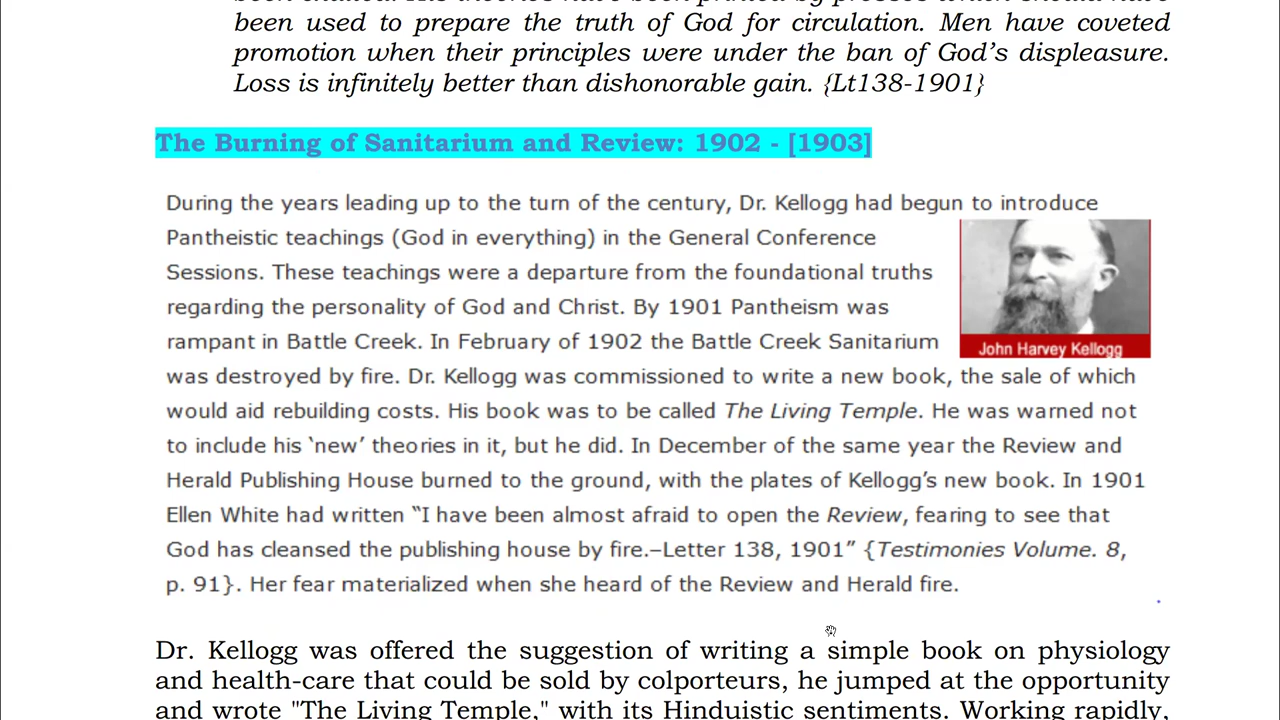 been used to prepare the truth of God for circulation. Men have coveted
promotion when their principles were under the ban of God's displeasure.
Loss is infinitely better than dishonorable gain. {Lt138-1901}
The Burning of Sanitarium and Review: 1902 - [1903]
During the years leading up to the turn of the century, Dr. Kellogg had begun to introduce
Pantheistic teachings (God in everything) in the General Conference
Sessions. These teachings were a departure from the foundational truths
regarding the personality of God and Christ. By 1901 Pantheism was
rampant in Battle Creek. In February of 1902 the Battle Creek Sanitarium
John Harvey Kellogg
was destroyed by fire. Dr. Kellogg was commissioned to write a new book, the sale of which
would aid rebuilding costs. His book was to be called The Living Temple. He was warned not
to include his ‘new’ theories in it, but he did. In December of the same year the Review and
Herald Publishing House burned to the ground, with the plates of Kellogg’s new book. In 1901
Ellen White had written “I have been almost afraid to open the Review, fearing to see that
God has cleansed the publishing house by fire.–Letter 138, 1901” {Testimonies Volume. 8,
p. 91}. Her fear materialized when she heard of the Review and Herald fire.
Dr. Kellogg was offered the suggestion of writing a simple book on physiology
and health-care that could be sold by colporteurs, he jumped at the opportunity
and wrote "The Living Temple," with its Hinduistic sentiments. Working rapidly,